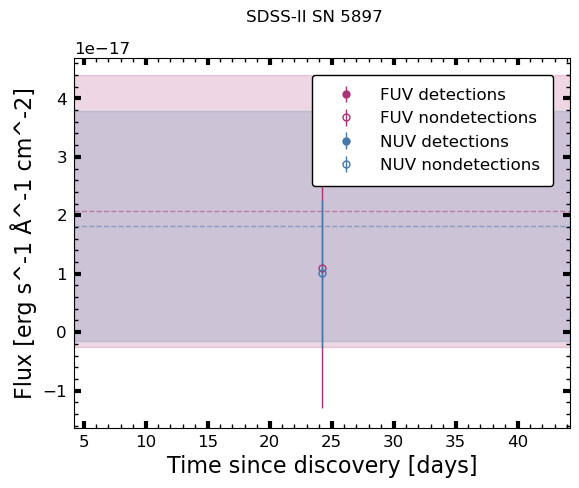 SDSS-II SN 5897
1e−17
FUV detections
FUV nondetections
NUV detections
NUV nondetections
Flux [erg s^-1 Å^-1 cm^-2]
4
3
2
1
0
−1
5 10 15 20 25 30 35 40
Time since discovery [days]